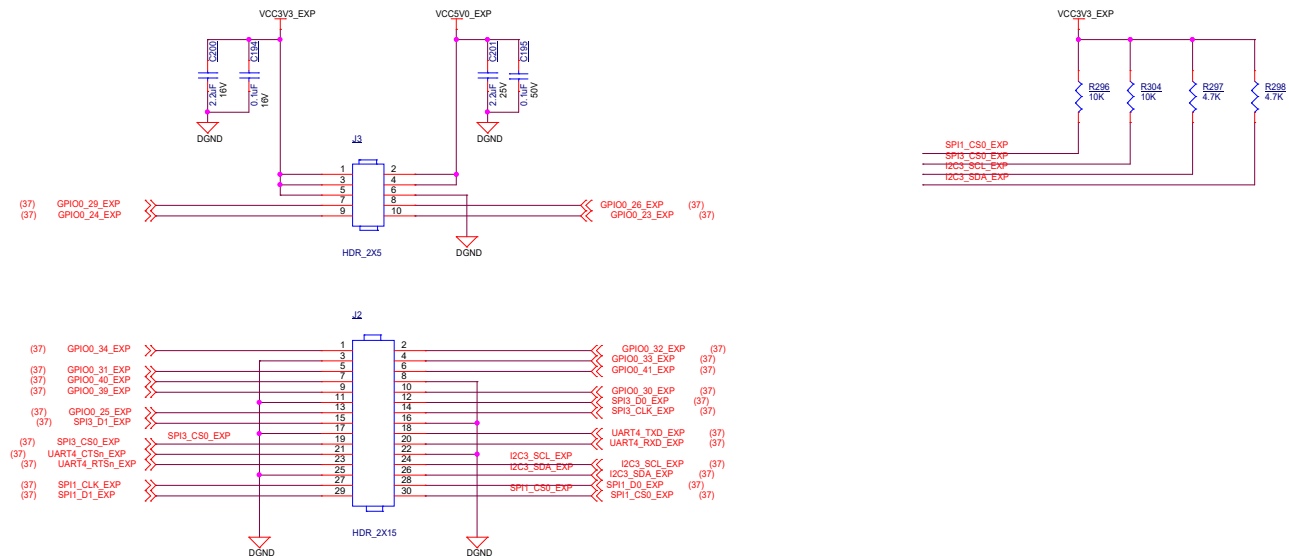 VCC3V3_EXP
VCC5V0_EXP
VCC3V3_EXP
C200
2.2uF
16V
C194
0.1uF
16V
C201
2.2uF
25V
C195
0.1uF
50V
DGND
DGND
R296
10K
R304
10K
R297
4.7K
R298
4.7K
SPI1_CS0_EXP
SPI3_CS0_EXP
I2C3_SCL_EXP
I2C3_SDA_EXP
J3
1 2
3 4
5 6
(37) GPIO0_29_EXP 7 8 GPIO0_26_EXP (37)
(37) GPIO0_24_EXP 9 10 GPIO0_23_EXP (37)
HDR_2X5
DGND
J2
(37) GPIO0_34_EXP 1 2 GPIO0_32_EXP (37)
3 4 GPIO0_33_EXP (37)
(37) GPIO0_31_EXP 5 6 GPIO0_41_EXP (37)
(37) GPIO0_40_EXP 7 8
(37) GPIO0_39_EXP 9 10 GPIO0_30_EXP (37)
11 12 SPI3_D0_EXP (37)
(37) GPIO0_25_EXP 13 14 SPI3_CLK_EXP (37)
(37) SPI3_D1_EXP 15 16
17 18 UART4_TXD_EXP (37)
(37) SPI3_CS0_EXP SPI3_CS0_EXP 19 20 UART4_RXD_EXP (37)
(37) UART4_CTSn_EXP 21 22
(37) UART4_RTSn_EXP 23 24 I2C3_SCL_EXP I2C3_SCL_EXP (37)
25 26 I2C3_SDA_EXP I2C3_SDA_EXP (37)
(37) SPI1_CLK_EXP 27 28 SPI1_D0_EXP (37)
(37) SPI1_D1_EXP 29 30 SPI1_CS0_EXP SPI1_CS0_EXP (37)
HDR_2X15
DGND
DGND